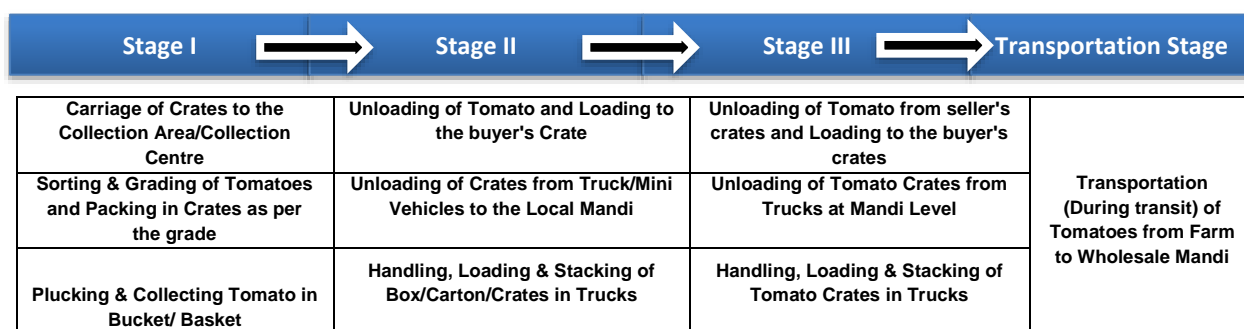 Stage I
Stage II
Stage III
Transportation Stage
Carriage of Crates to the
Collection Area/Collection
Centre
Unloading of Tomato and Loading to
the buyer's Crate
Unloading of Tomato from seller's
crates and Loading to the buyer's
crates
Sorting & Grading of Tomatoes
and Packing in Crates as per
the grade
Unloading of Crates from Truck/Mini
Vehicles to the Local Mandi
Unloading of Tomato Crates from
Trucks at Mandi Level
Transportation
(During transit) of
Tomatoes from Farm
to Wholesale Mandi
Plucking & Collecting Tomato in
Bucket/ Basket
Handling, Loading & Stacking of
Box/Carton/Crates in Trucks
Handling, Loading & Stacking of
Tomato Crates in Trucks